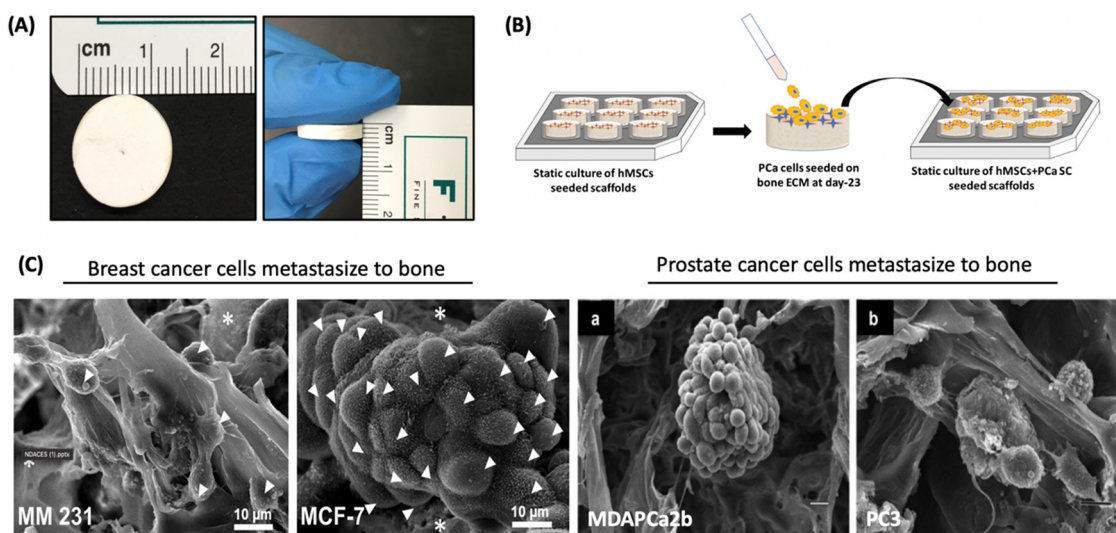 (A)
cm 1 2
cm
1
2
F
FINE
(B)
Static culture of hMSCs
seeded scaffolds
PCa cells seeded on
bone ECM at day-23
Static culture of hMSCs+PCa SC
seeded scaffolds
(C)
Breast cancer cells metastasize to bone
Prostate cancer cells metastasize to bone
*
NDACES (1).pptx
MM 231
10 µm
*
*
MCF-7
10 µm
a
MDAPCa2b
b
PC3